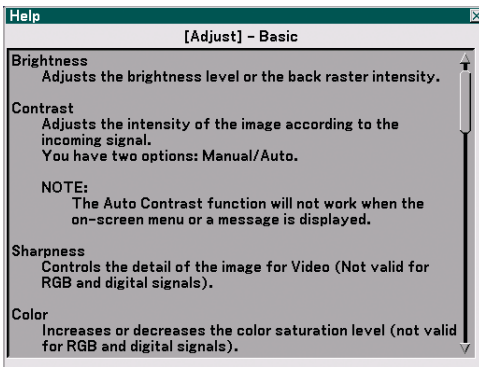 Help
[Adjust] - Basic
Brightness
Adjusts the brightness level or the back raster intensity.
Contrast
Adjusts the intensity of the image according to the
incoming signal.
You have two options: Manual/Auto.
NOTE:
The Auto Contrast function will not work when the
on-screen menu or a message is displayed.
Sharpness
Controls the detail of the image for Video (Not valid for
RGB and digital signals).
Color
Increases or decreases the color saturation level (not valid
for RGB and digital signals).